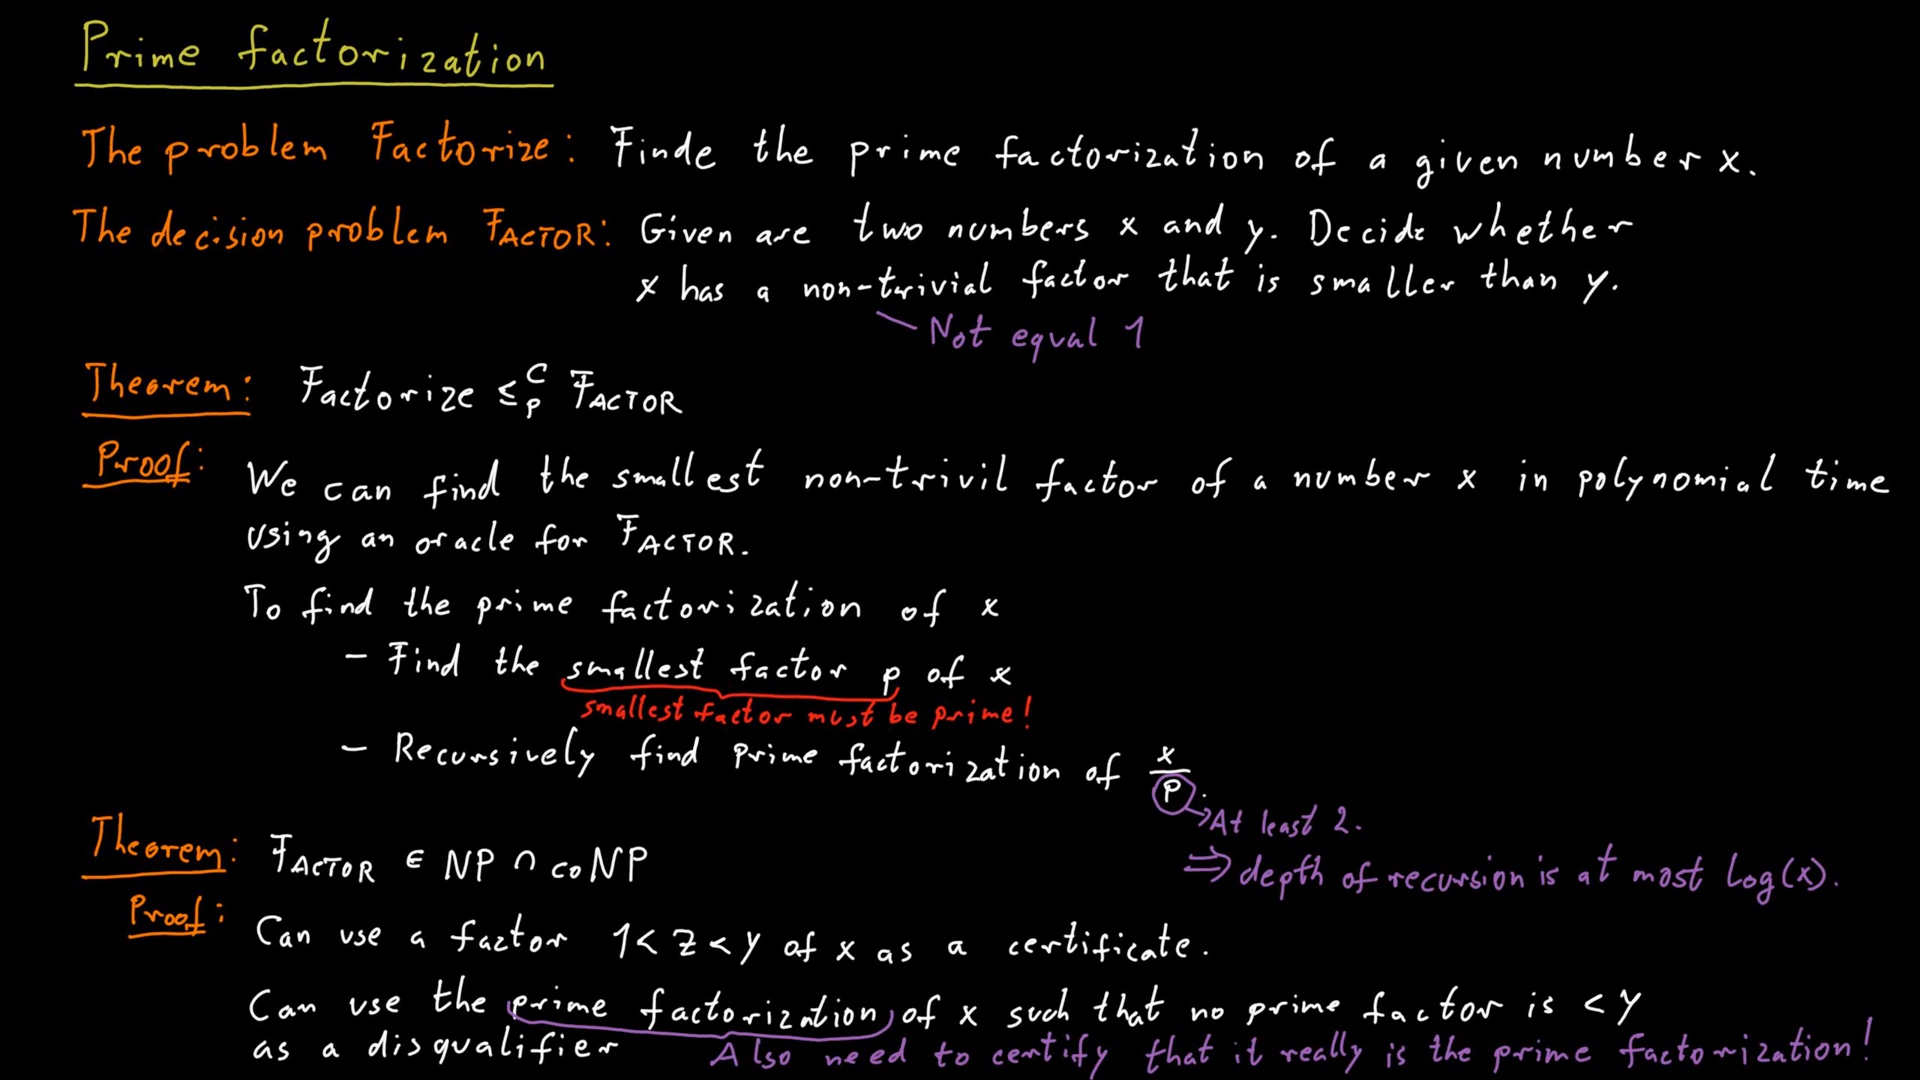 Prime factorization
The problem Factorize: Finde the prime factorization of a given number x.
The decision problem FACTOR: Given are two numbers x and y. Decide whether
x has a non-trivial factor that is smaller than y.
Not equal 1
Theorem: Factorize ≤ᶜₚ FACTOR
Proof: We can find the smallest non-trivil factor of a number x in polynomial time
using an oracle for FACTOR.
To find the prime factorization of x
- Find the smallest factor p of x
smallest factor must be prime!
- Recursively find prime factorization of x/p.
→ At least 2.
⇒ depth of recursion is at most log(x).
Theorem: FACTOR ∈ NP ∩ coNP
Proof: Can use a factor 1 < z < y of x as a certificate.
Can use the prime factorization of x such that no prime factor is < y
as a disqualifier
Also need to certify that it really is the prime factorization!